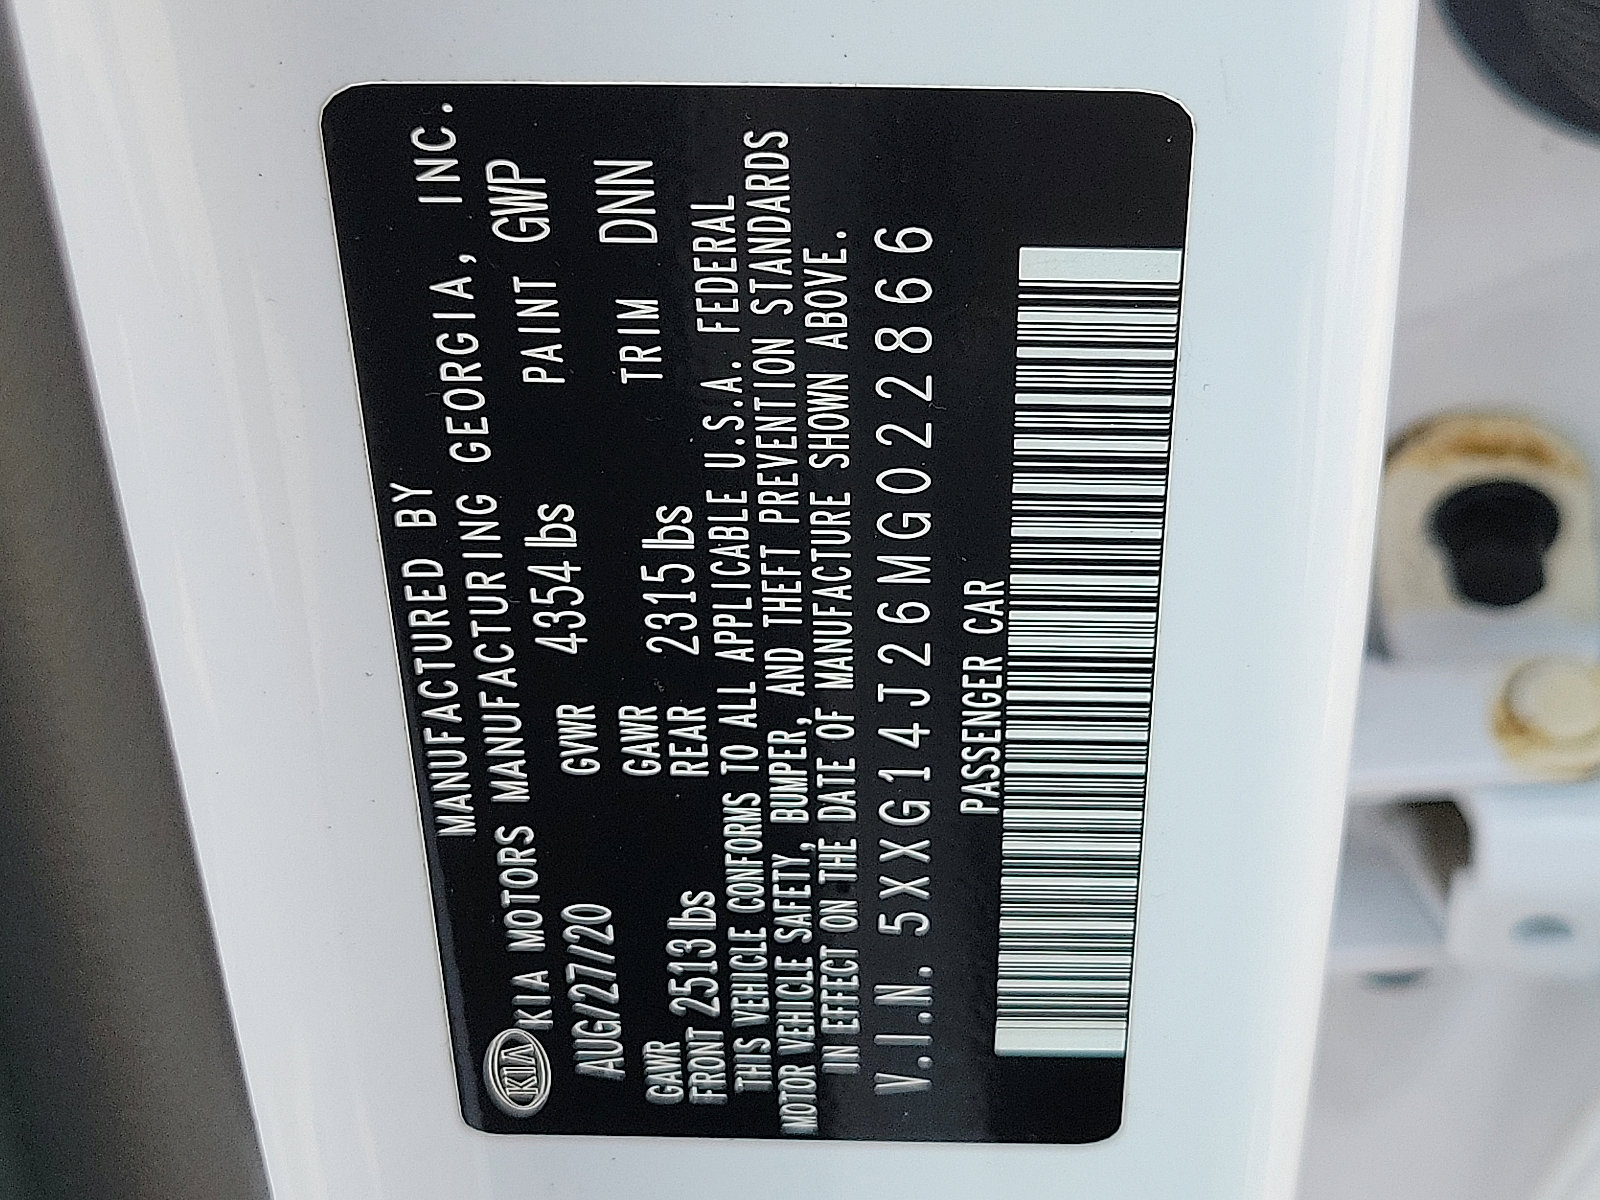 MANUFACTURED BY
KIA KIA MOTORS MANUFACTURING GEORGIA, INC.
AUG/27/20 GVWR 4354 lbs PAINT GWP
GAWR FRONT 2513 lbs GAWR REAR 2315 lbs TRIM DNN
THIS VEHICLE CONFORMS TO ALL APPLICABLE U.S.A. FEDERAL
MOTOR VEHICLE SAFETY, BUMPER, AND THEFT PREVENTION STANDARDS
IN EFFECT ON THE DATE OF MANUFACTURE SHOWN ABOVE.
V.I.N. 5XXG14J26MG022866
PASSENGER CAR